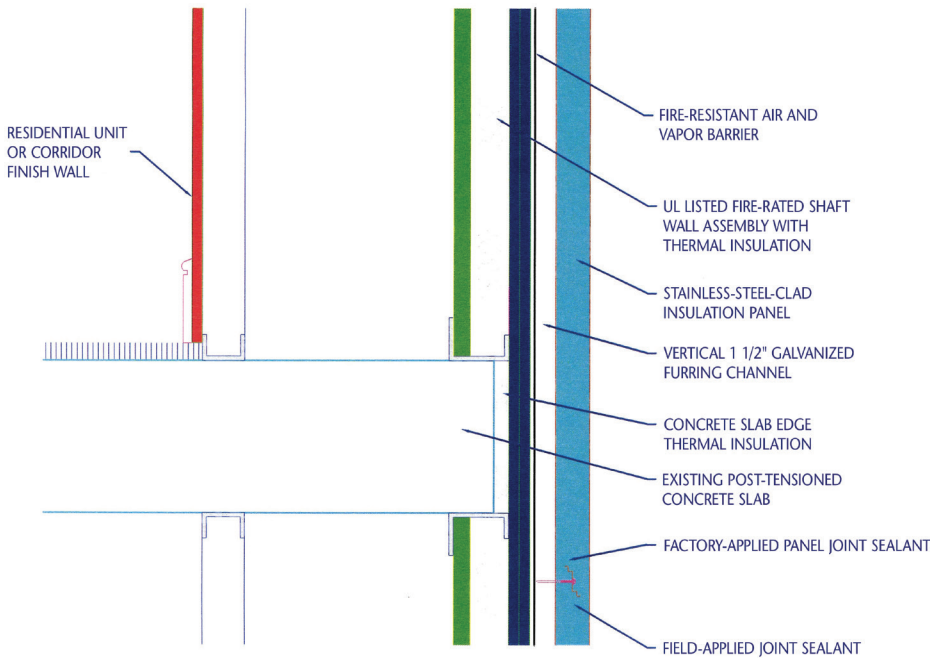 RESIDENTIAL UNIT
OR CORRIDOR
FINISH WALL
FIRE-RESISTANT AIR AND
VAPOR BARRIER
UL LISTED FIRE-RATED SHAFT
WALL ASSEMBLY WITH
THERMAL INSULATION
STAINLESS-STEEL-CLAD
INSULATION PANEL
VERTICAL 1 1/2" GALVANIZED
FURRING CHANNEL
CONCRETE SLAB EDGE
THERMAL INSULATION
EXISTING POST-TENSIONED
CONCRETE SLAB
FACTORY-APPLIED PANEL JOINT SEALANT
FIELD-APPLIED JOINT SEALANT